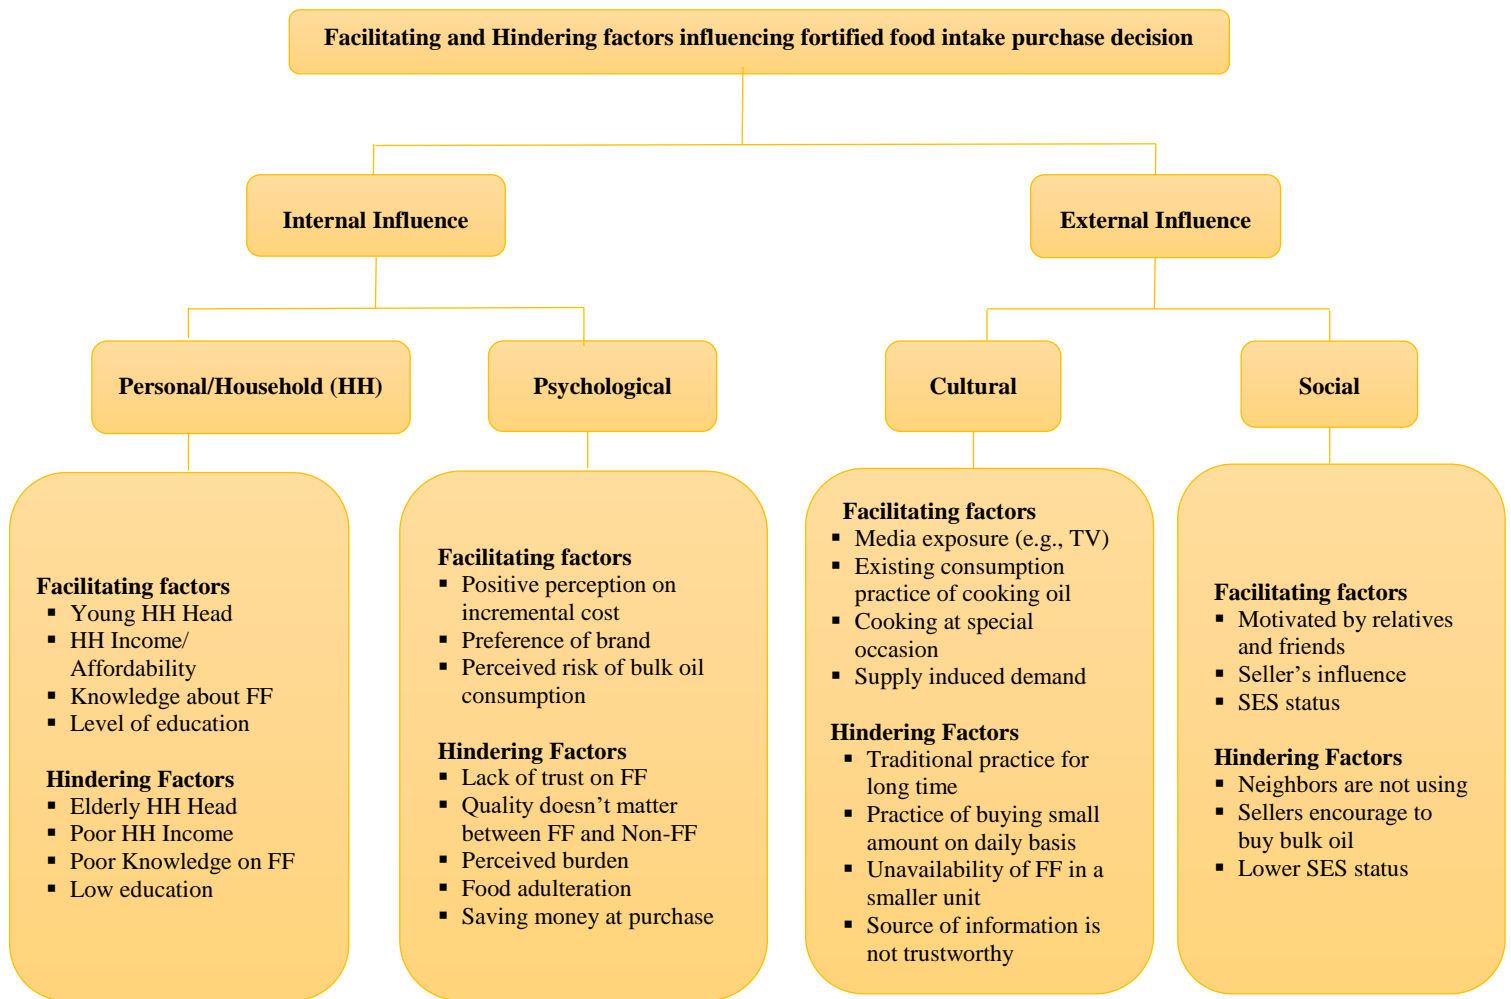 Facilitating and Hindering factors influencing fortified food intake purchase decision
Internal Influence
External Influence
Personal/Household (HH)
Psychological
Cultural
Social
Facilitating factors
▪ Young HH Head
▪ HH Income/
Affordability
▪ Knowledge about FF
▪ Level of education
Hindering Factors
▪ Elderly HH Head
▪ Poor HH Income
▪ Poor Knowledge on FF
▪ Low education
Facilitating factors
▪ Positive perception on
incremental cost
▪ Preference of brand
▪ Perceived risk of bulk oil
consumption
Hindering Factors
▪ Lack of trust on FF
▪ Quality doesn’t matter
between FF and Non-FF
▪ Perceived burden
▪ Food adulteration
▪ Saving money at purchase
Facilitating factors
▪ Media exposure (e.g., TV)
▪ Existing consumption
practice of cooking oil
▪ Cooking at special
occasion
▪ Supply induced demand
Hindering Factors
▪ Traditional practice for
long time
▪ Practice of buying small
amount on daily basis
▪ Unavailability of FF in a
smaller unit
▪ Source of information is
not trustworthy
Facilitating factors
▪ Motivated by relatives
and friends
▪ Seller’s influence
▪ SES status
Hindering Factors
▪ Neighbors are not using
▪ Sellers encourage to
buy bulk oil
▪ Lower SES status